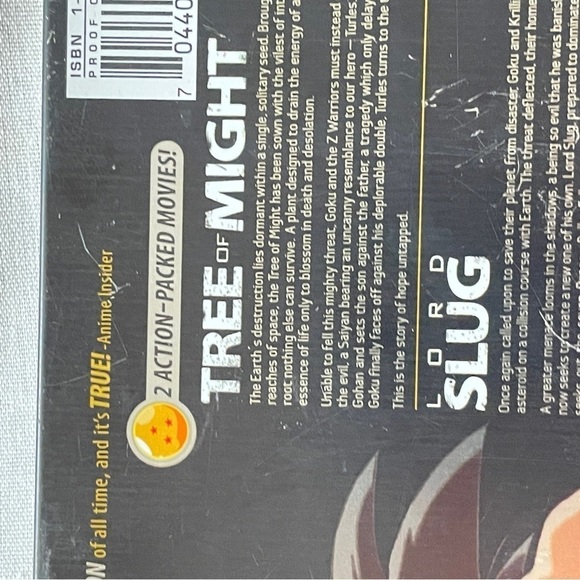 ISBN 1-
PROOF O
7 0440
N of all time, and it's TRUE! -Anime Insider
2 ACTION-PACKED MOVIES!
TREE OF MIGHT
The Earth's destruction lies dormant within a single, solitary seed. Broug
reaches of space, the Tree of Might has been sown with the vilest of int
root nothing else can survive. A plant designed to drain the energy of a
essence of life only to blossom in death and desolation.
Unable to fell this mighty threat, Goku and the Z Warriors must instead
the evil, a Saiyan bearing an uncanny resemblance to our hero – Turles.
Gohan and sets the son against the father, a tragedy which only delay
Goku finally faces off against his deplorable double, Turles turns to the
This is the story of hope untapped.
LORD
SLUG
Once again called upon to save their planet from disaster, Goku and Krilli
asteroid on a collision course with Earth. The threat deflected, their home
A greater menace looms in the shadows, a being so evil that he was banis
now seeks to create a new one of his own. Lord Slug prepared to dominate